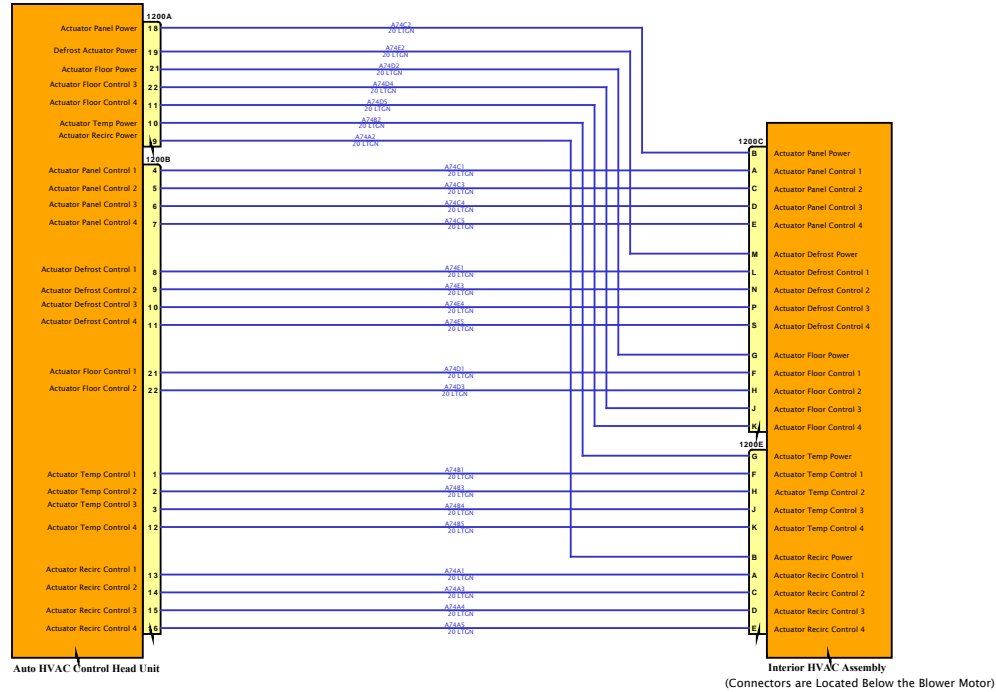 1200A
Actuator Panel Power 18 A74C2
20 LTGN
Defrost Actuator Power 19 A74E2
20 LTGN
Actuator Floor Power 21 A74D2
20 LTGN
Actuator Floor Control 3 22 A74D4
20 LTGN
Actuator Floor Control 4 11 A74D5
20 LTGN
Actuator Temp Power 10 A74B2
20 LTGN
Actuator Recirc Power 9 A74A2
20 LTGN
1200C
B Actuator Panel Power
1200B
Actuator Panel Control 1 4 A74C1 A Actuator Panel Control 1
20 LTGN
Actuator Panel Control 2 5 A74C3 C Actuator Panel Control 2
20 LTGN
Actuator Panel Control 3 6 A74C4 D Actuator Panel Control 3
20 LTGN
Actuator Panel Control 4 7 A74C5 E Actuator Panel Control 4
20 LTGN
M Actuator Defrost Power
Actuator Defrost Control 1 8 A74E1 L Actuator Defrost Control 1
20 LTGN
Actuator Defrost Control 2 9 A74E3 N Actuator Defrost Control 2
20 LTGN
Actuator Defrost Control 3 10 A74E4 P Actuator Defrost Control 3
20 LTGN
Actuator Defrost Control 4 11 A74E5 S Actuator Defrost Control 4
20 LTGN
G Actuator Floor Power
Actuator Floor Control 1 21 A74D1 F Actuator Floor Control 1
20 LTGN
Actuator Floor Control 2 22 A74D3 H Actuator Floor Control 2
20 LTGN
J Actuator Floor Control 3
K Actuator Floor Control 4
1200E
G Actuator Temp Power
Actuator Temp Control 1 1 A74B1 F Actuator Temp Control 1
20 LTGN
Actuator Temp Control 2 2 A74B3 H Actuator Temp Control 2
20 LTGN
Actuator Temp Control 3 3 A74B4 J Actuator Temp Control 3
20 LTGN
Actuator Temp Control 4 12 A74B5 K Actuator Temp Control 4
20 LTGN
B Actuator Recirc Power
Actuator Recirc Control 1 13 A74A1 A Actuator Recirc Control 1
20 LTGN
Actuator Recirc Control 2 14 A74A3 C Actuator Recirc Control 2
20 LTGN
Actuator Recirc Control 3 15 A74A4 D Actuator Recirc Control 3
20 LTGN
Actuator Recirc Control 4 16 A74A5 E Actuator Recirc Control 4
20 LTGN
Auto HVAC Control Head Unit
Interior HVAC Assembly
(Connectors are Located Below the Blower Motor)